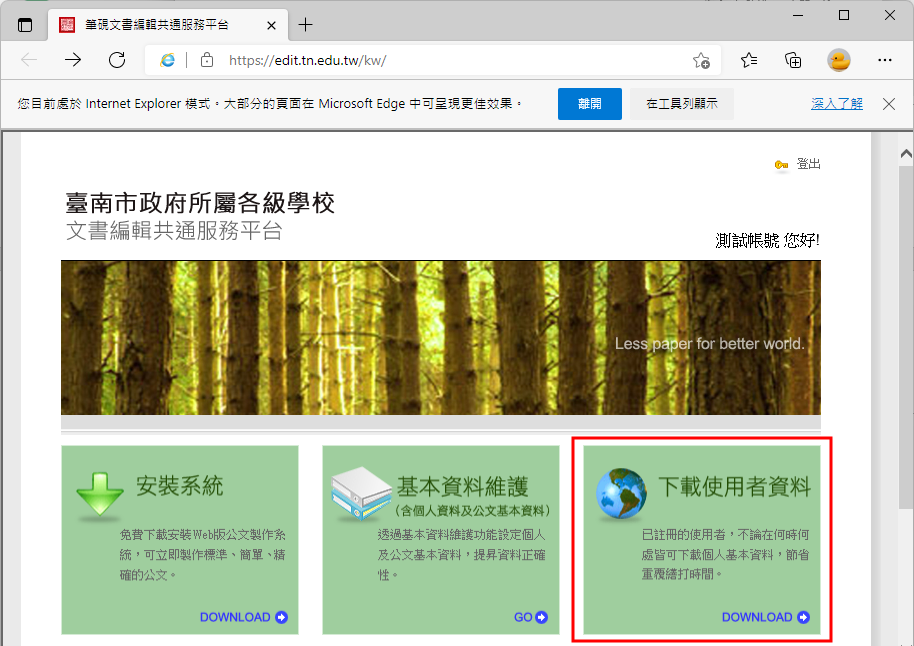 筆硯文書編輯共通服務平台
https://edit.tn.edu.tw/kw/
您目前處於 Internet Explorer 模式。大部分的頁面在 Microsoft Edge 中可呈現更佳效果。
離開
在工具列顯示
深入了解
登出
臺南市政府所屬各級學校
文書編輯共通服務平台
測試帳號 您好!
Less paper for better world.
安裝系統
免費下載安裝Web版公文製作系
統，可立即製作標準、簡單、精
確的公文。
DOWNLOAD
基本資料維護
(含個人資料及公文基本資料)
透過基本資料維護功能設定個人
及公文基本資料，提昇資料正確
性。
GO
下載使用者資料
已註冊的使用者，不論在何時何
處皆可下載個人基本資料，節省
重覆繕打時間。
DOWNLOAD